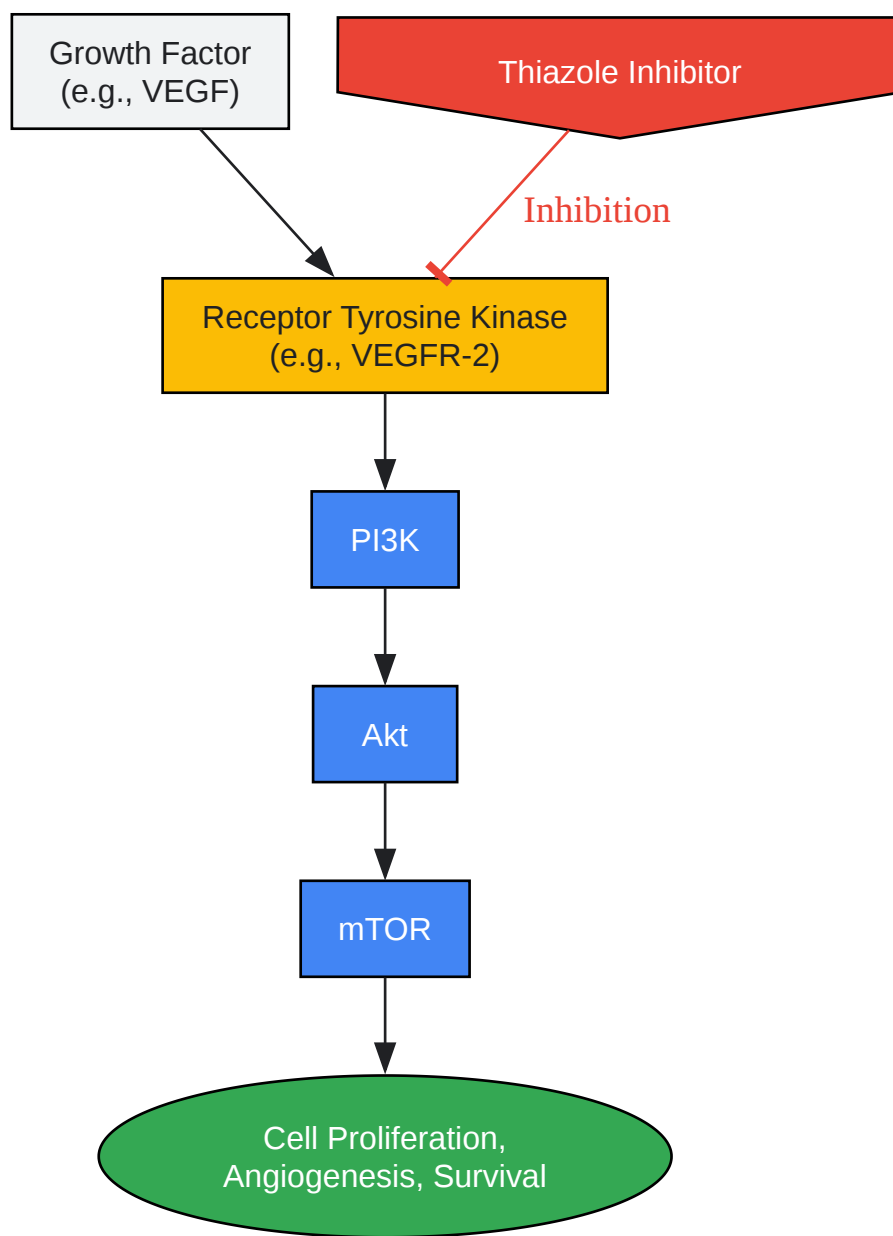 Growth Factor
(e.g., VEGF)
Thiazole Inhibitor
Inhibition
Receptor Tyrosine Kinase
(e.g., VEGFR-2)
PI3K
Akt
mTOR
Cell Proliferation,
Angiogenesis, Survival